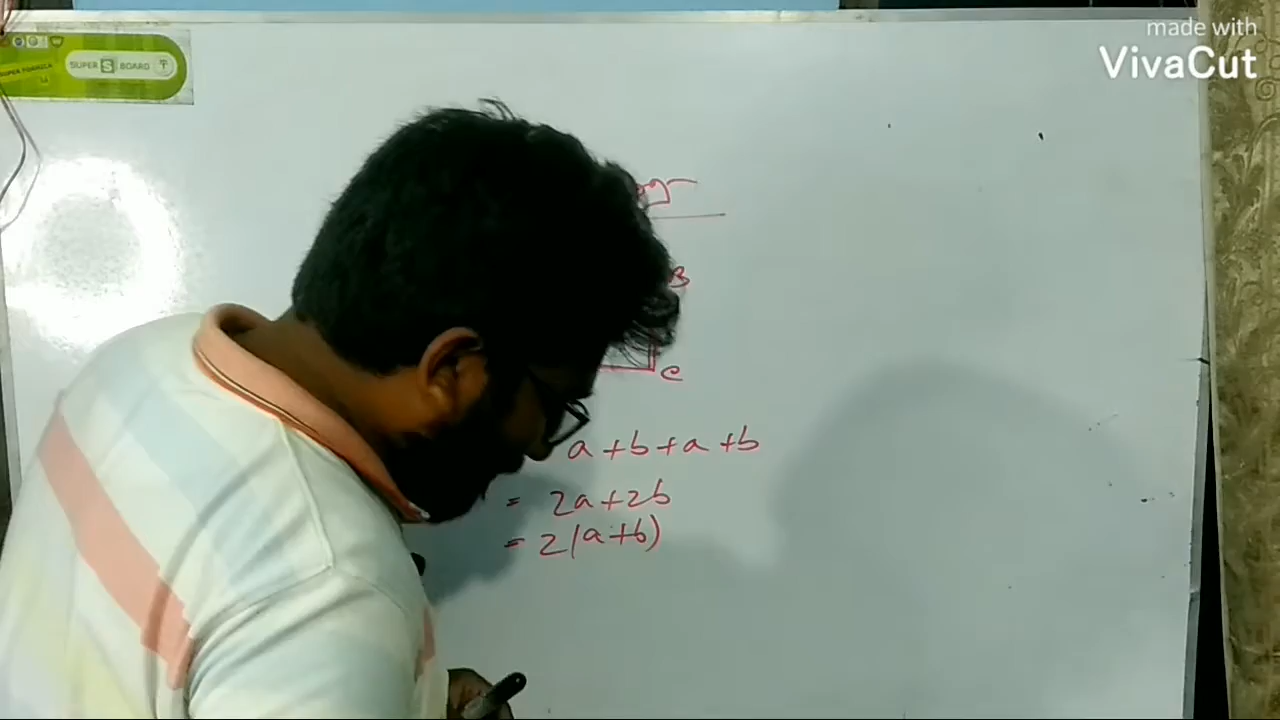 made with
VivaCut
SUPER S BOARD
B
C
a + b + a + b
= 2a + 2b
= 2(a+b)